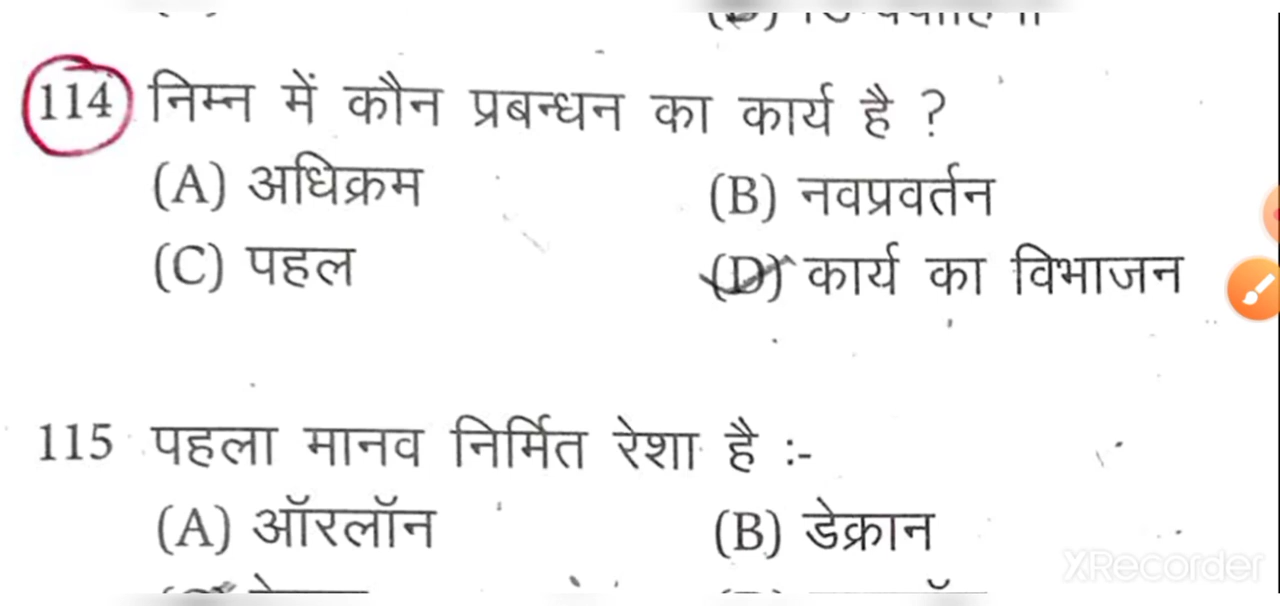 114 निम्न में कौन प्रबन्धन का कार्य है ?
(A) अधिक्रम (B) नवप्रवर्तन
(C) पहल (D) कार्य का विभाजन
115 पहला मानव निर्मित रेशा है :-
(A) ऑरलॉन (B) डेक्रान
XRecorder